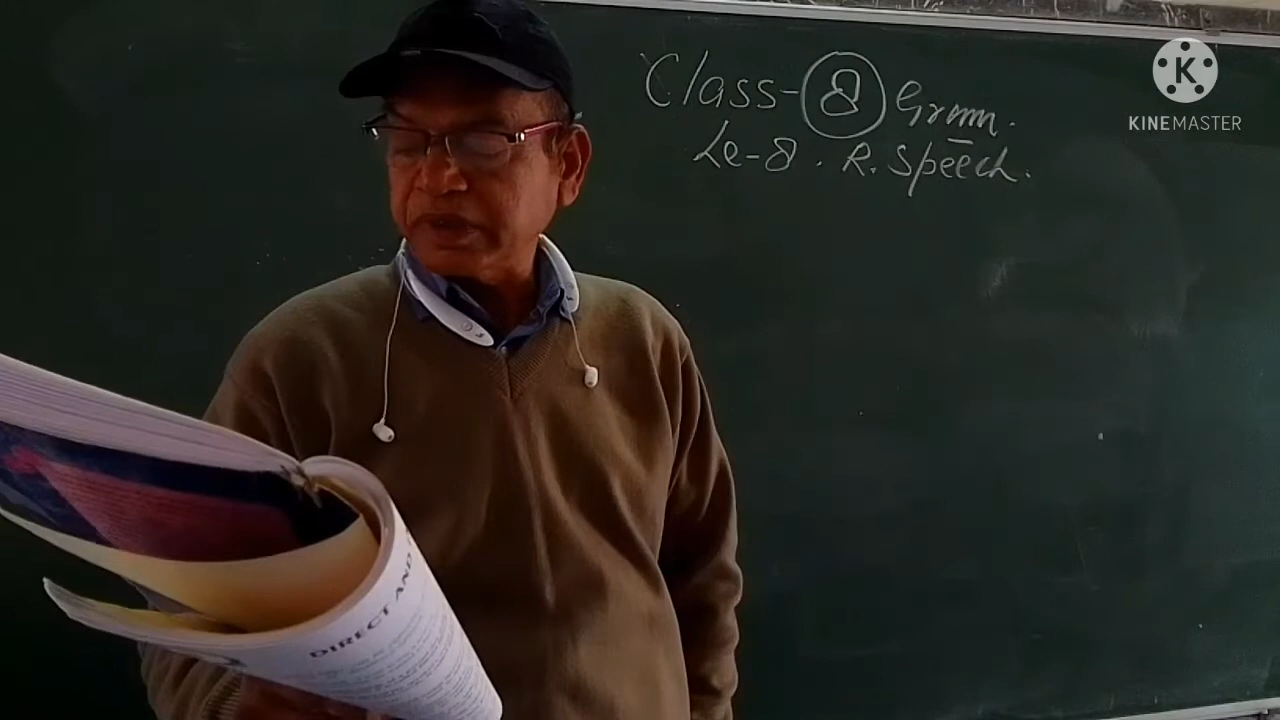 Class-8 Gramm.
Le-8. R. Speech.
KINEMASTER
DIRECT AND